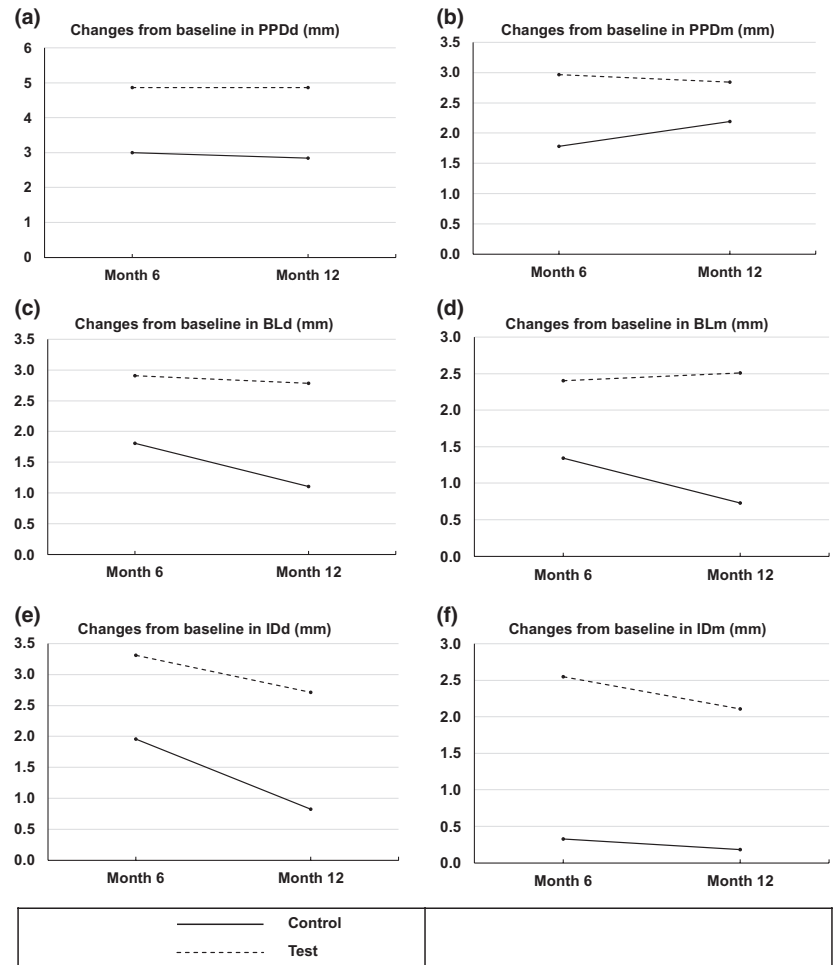 (a)
Changes from baseline in PPDd (mm)
6
5
4
3
2
1
0
Month 6 Month 12
(b)
Changes from baseline in PPDm (mm)
3.5
3.0
2.5
2.0
1.5
1.0
0.5
0.0
Month 6 Month 12
(c)
Changes from baseline in BLd (mm)
3.5
3.0
2.5
2.0
1.5
1.0
0.5
0.0
Month 6 Month 12
(d)
Changes from baseline in BLm (mm)
3.0
2.5
2.0
1.5
1.0
0.5
0.0
Month 6 Month 12
(e)
Changes from baseline in IDd (mm)
3.5
3.0
2.5
2.0
1.5
1.0
0.5
0.0
Month 6 Month 12
(f)
Changes from baseline in IDm (mm)
3.0
2.5
2.0
1.5
1.0
0.5
0.0
Month 6 Month 12
Control
Test